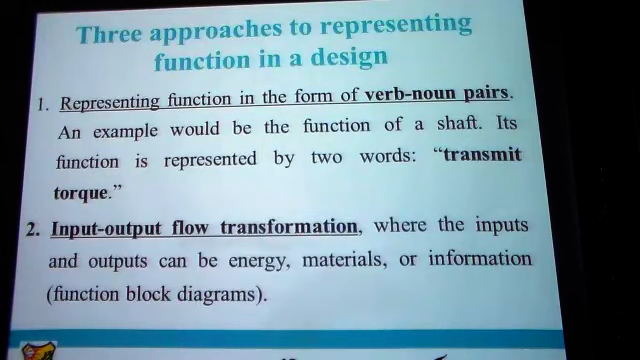 Three approaches to representing
function in a design
1. Representing function in the form of verb-noun pairs.
An example would be the function of a shaft. Its
function is represented by two words: “transmit
torque.”
2. Input-output flow transformation, where the inputs
and outputs can be energy, materials, or information
(function block diagrams).